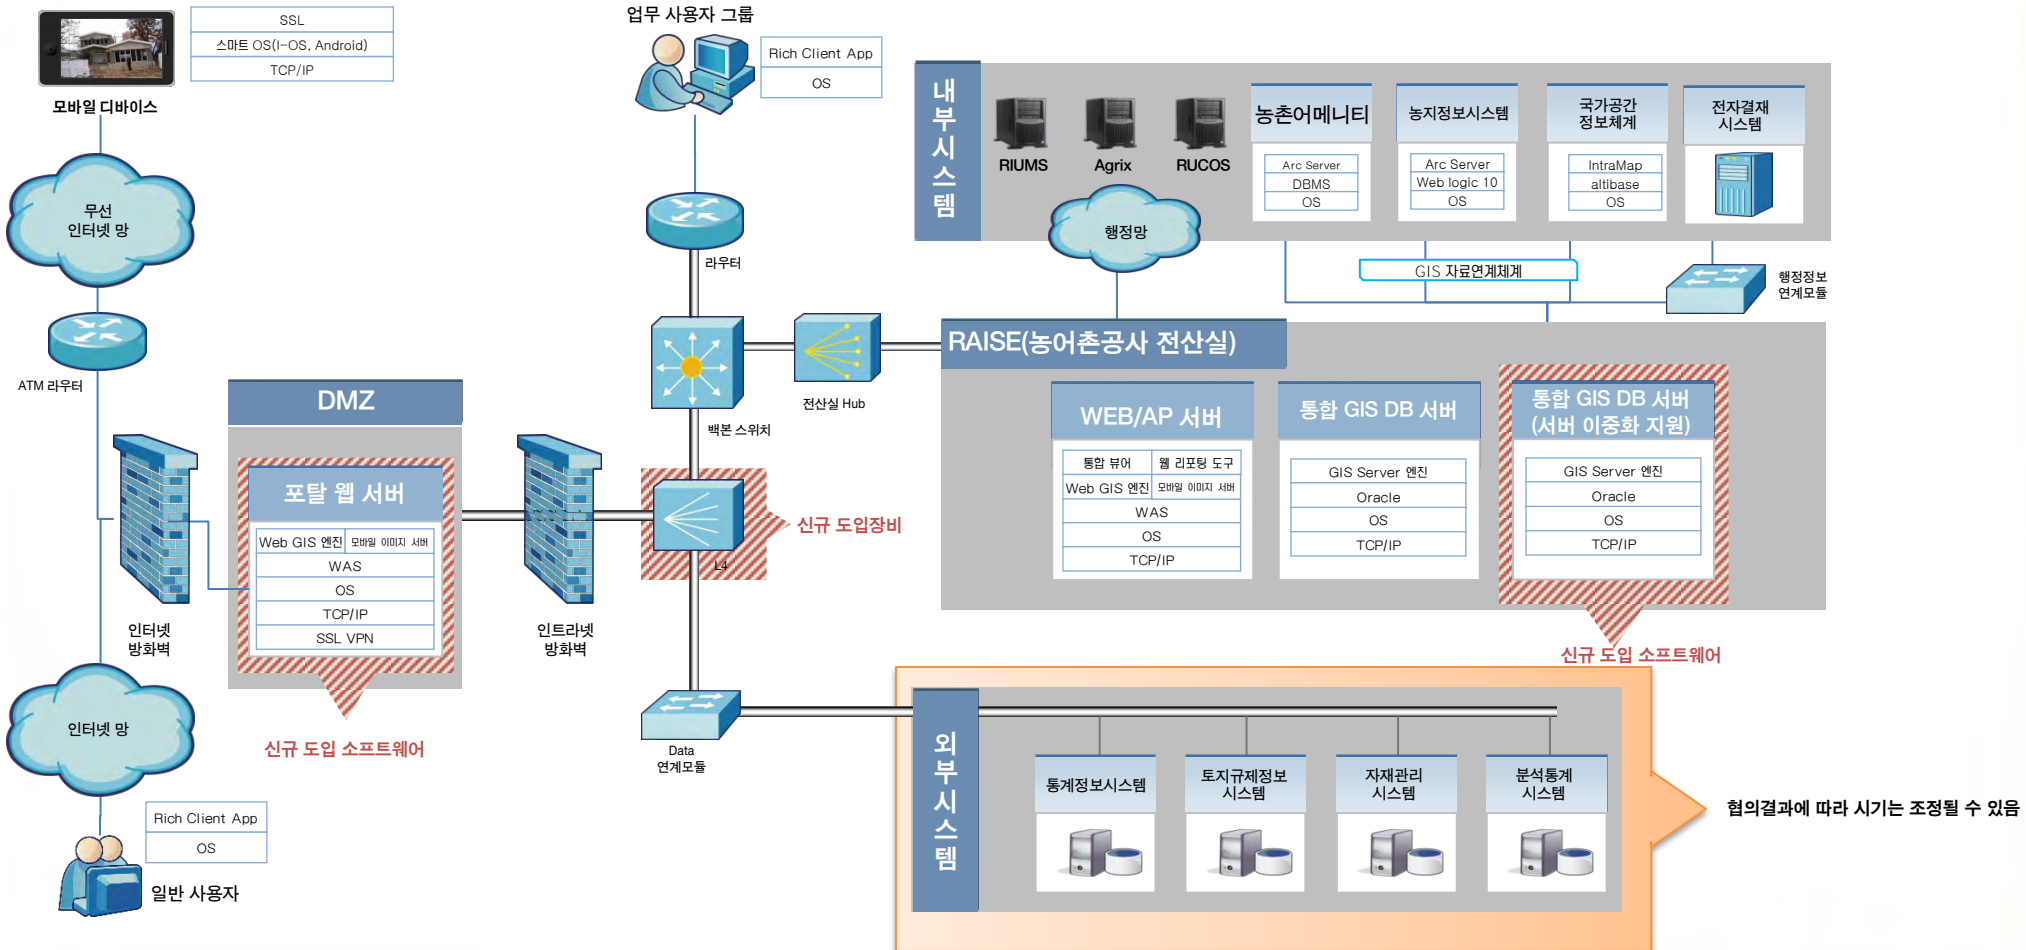 SSL
스마트 OS(I-OS, Android)
TCP/IP
모바일 디바이스
무선
인터넷 망
ATM 라우터
인터넷
방화벽
인터넷 망
Rich Client App
OS
일반 사용자
DMZ
포탈 웹 서버
Web GIS 엔진
모바일 이미지 서버
WAS
OS
TCP/IP
SSL VPN
신규 도입 소프트웨어
인트라넷
방화벽
업무 사용자 그룹
Rich Client App
OS
라우터
백본 스위치
전산실 Hub
L4
신규 도입장비
Data
연계모듈
내부시스템
RIUMS
Agrix
RUCOS
행정망
농촌어메니티
Arc Server
DBMS
OS
농지정보시스템
Arc Server
Web logic 10
OS
국가공간
정보체계
IntraMap
altibase
OS
전자결재
시스템
GIS 자료연계체계
행정정보
연계모듈
RAISE(농어촌공사 전산실)
WEB/AP 서버
통합 뷰어
웹 리포팅 도구
Web GIS 엔진
모바일 이미지 서버
WAS
OS
TCP/IP
통합 GIS DB 서버
GIS Server 엔진
Oracle
OS
TCP/IP
통합 GIS DB 서버
(서버 이중화 지원)
GIS Server 엔진
Oracle
OS
TCP/IP
신규 도입 소프트웨어
외부시스템
통계정보시스템
토지규제정보
시스템
자재관리
시스템
분석통계
시스템
협의결과에 따라 시기는 조정될 수 있음